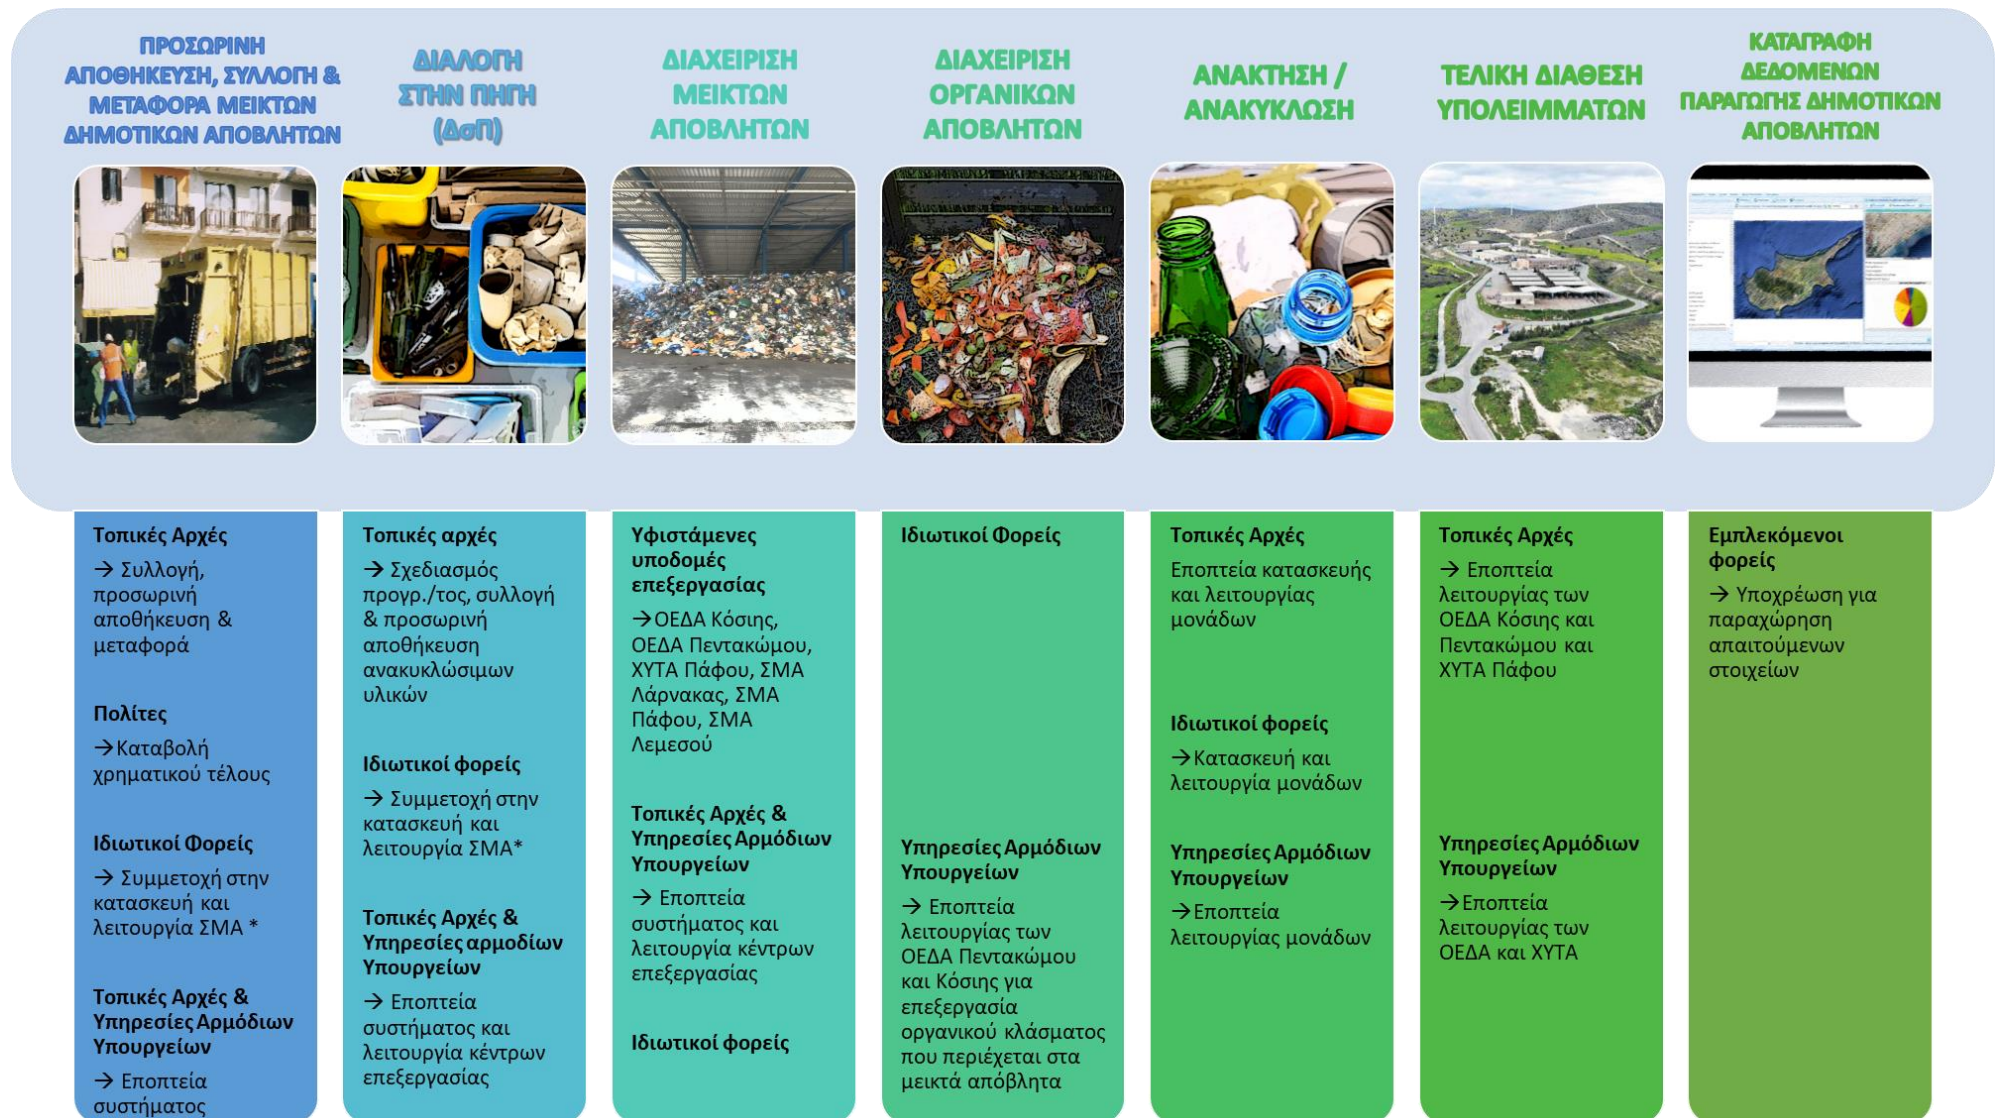 ΠΡΟΣΩΡΙΝΗ
ΑΠΟΘΗΚΕΥΣΗ, ΣΥΛΛΟΓΗ &
ΜΕΤΑΦΟΡΑ ΜΕΙΚΤΩΝ
ΔΗΜΟΤΙΚΩΝ ΑΠΟΒΛΗΤΩΝ
ΔΙΑΛΟΓΗ
ΣΤΗΝ ΠΗΓΗ
(ΔσΠ)
ΔΙΑΧΕΙΡΙΣΗ
ΜΕΙΚΤΩΝ
ΑΠΟΒΛΗΤΩΝ
ΔΙΑΧΕΙΡΙΣΗ
ΟΡΓΑΝΙΚΩΝ
ΑΠΟΒΛΗΤΩΝ
ΑΝΑΚΤΗΣΗ /
ΑΝΑΚΥΚΛΩΣΗ
ΤΕΛΙΚΗ ΔΙΑΘΕΣΗ
ΥΠΟΛΕΙΜΜΑΤΩΝ
ΚΑΤΑΓΡΑΦΗ
ΔΕΔΟΜΕΝΩΝ
ΠΑΡΑΓΩΓΗΣ ΔΗΜΟΤΙΚΩΝ
ΑΠΟΒΛΗΤΩΝ
Τοπικές Αρχές
→ Συλλογή,
προσωρινή
αποθήκευση &
μεταφορά
Πολίτες
→Καταβολή
χρηματικού τέλους
Ιδιωτικοί Φορείς
→ Συμμετοχή στην
κατασκευή και
λειτουργία ΣΜΑ *
Τοπικές Αρχές &
Υπηρεσίες Αρμόδιων
Υπουργείων
→ Εποπτεία
συστήματος
Τοπικές αρχές
→ Σχεδιασμός
προγρ./τος, συλλογή
& προσωρινή
αποθήκευση
ανακυκλώσιμων
υλικών
Ιδιωτικοί φορείς
→ Συμμετοχή στην
κατασκευή και
λειτουργία ΣΜΑ*
Τοπικές Αρχές &
Υπηρεσίες αρμοδίων
Υπουργείων
→ Εποπτεία
συστήματος και
λειτουργία κέντρων
επεξεργασίας
Υφιστάμενες
υποδομές
επεξεργασίας
→ΟΕΔΑ Κόσιης,
ΟΕΔΑ Πεντακώμου,
ΧΥΤΑ Πάφου, ΣΜΑ
Λάρνακας, ΣΜΑ
Πάφου, ΣΜΑ
Λεμεσού
Τοπικές Αρχές &
Υπηρεσίες Αρμόδιων
Υπουργείων
→ Εποπτεία
συστήματος και
λειτουργία κέντρων
επεξεργασίας
Ιδιωτικοί φορείς
Ιδιωτικοί Φορείς
Υπηρεσίες Αρμόδιων
Υπουργείων
→ Εποπτεία
λειτουργίας των
ΟΕΔΑ Πεντακώμου
και Κόσιης για
επεξεργασία
οργανικού κλάσματος
που περιέχεται στα
μεικτά απόβλητα
Τοπικές Αρχές
Εποπτεία κατασκευής
και λειτουργίας
μονάδων
Ιδιωτικοί φορείς
→Κατασκευή και
λειτουργία μονάδων
Υπηρεσίες Αρμόδιων
Υπουργείων
→Εποπτεία
λειτουργίας μονάδων
Τοπικές Αρχές
→ Εποπτεία
λειτουργίας των
ΟΕΔΑ Κόσιης και
Πεντακώμου και
ΧΥΤΑ Πάφου
Υπηρεσίες Αρμόδιων
Υπουργείων
→Εποπτεία
λειτουργίας των
ΟΕΔΑ και ΧΥΤΑ
Εμπλεκόμενοι
φορείς
→ Υποχρέωση για
παραχώρηση
απαιτούμενων
στοιχείων